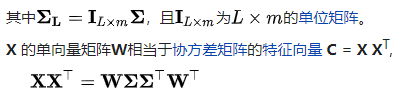 其中Σ_L = I_{L×m}Σ，且I_{L×m}为L × m的单位矩阵。
X 的单向量矩阵W相当于协方差矩阵的特征向量 C = X X^T,
XX^⊤ = WΣΣ^⊤W^⊤